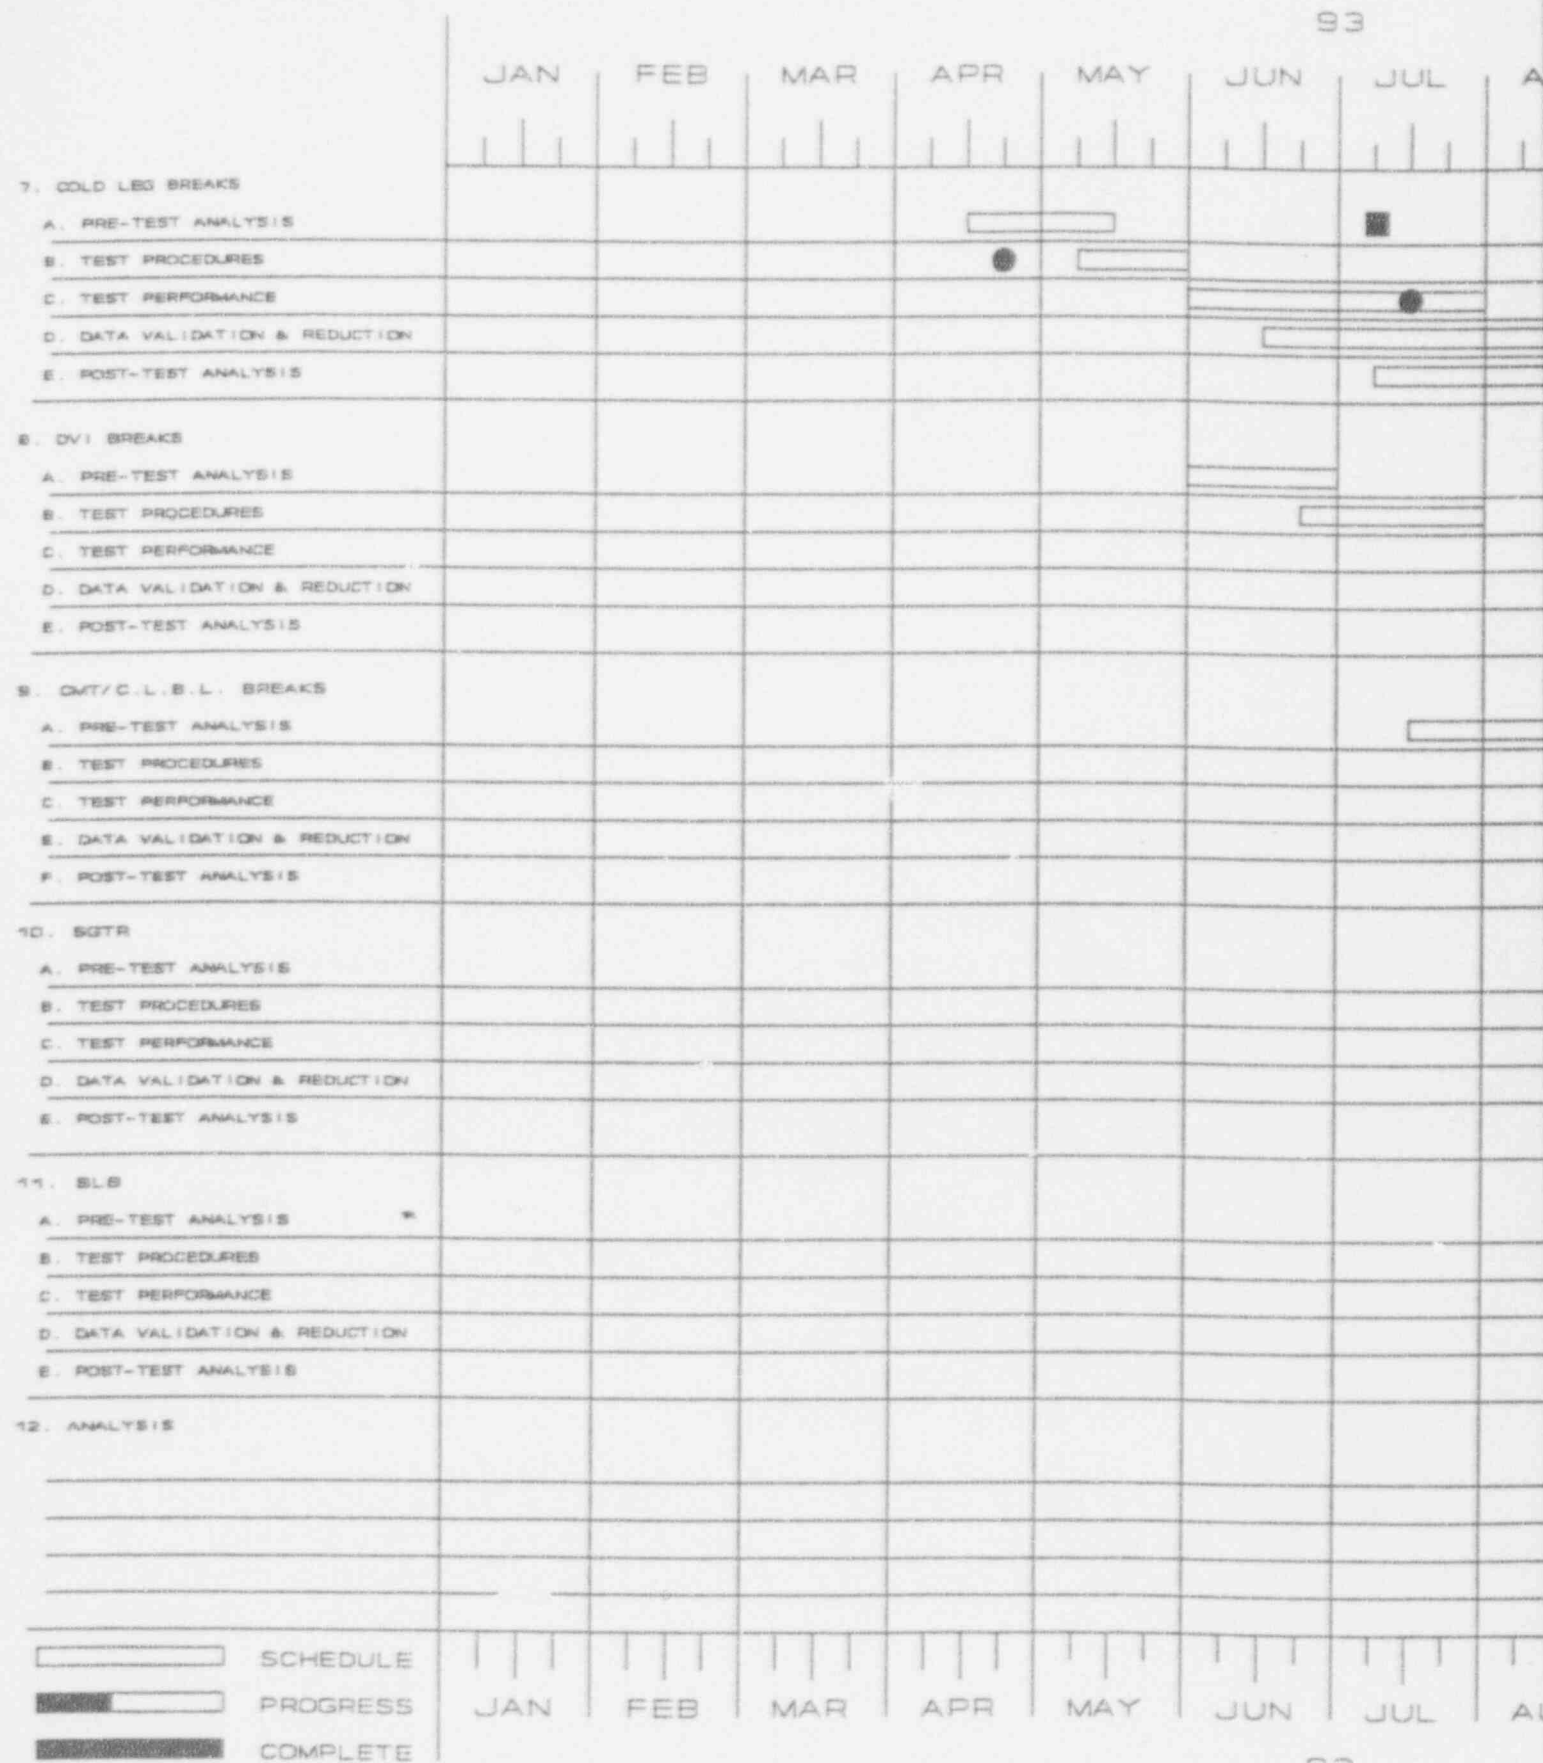 93
JAN FEB MAR APR MAY JUN JUL A
7. COLD LEG BREAKS
A. PRE-TEST ANALYSIS
B. TEST PROCEDURES
C. TEST PERFORMANCE
D. DATA VALIDATION & REDUCTION
E. POST-TEST ANALYSIS
8. DVI BREAKS
A. PRE-TEST ANALYSIS
B. TEST PROCEDURES
C. TEST PERFORMANCE
D. DATA VALIDATION & REDUCTION
E. POST-TEST ANALYSIS
9. CMT/C.L.B.L. BREAKS
A. PRE-TEST ANALYSIS
B. TEST PROCEDURES
C. TEST PERFORMANCE
E. DATA VALIDATION & REDUCTION
F. POST-TEST ANALYSIS
10. SGTR
A. PRE-TEST ANALYSIS
B. TEST PROCEDURES
C. TEST PERFORMANCE
D. DATA VALIDATION & REDUCTION
E. POST-TEST ANALYSIS
11. SLB
A. PRE-TEST ANALYSIS
B. TEST PROCEDURES
C. TEST PERFORMANCE
D. DATA VALIDATION & REDUCTION
E. POST-TEST ANALYSIS
12. ANALYSIS
SCHEDULE
PROGRESS
COMPLETE
JAN FEB MAR APR MAY JUN JUL AU